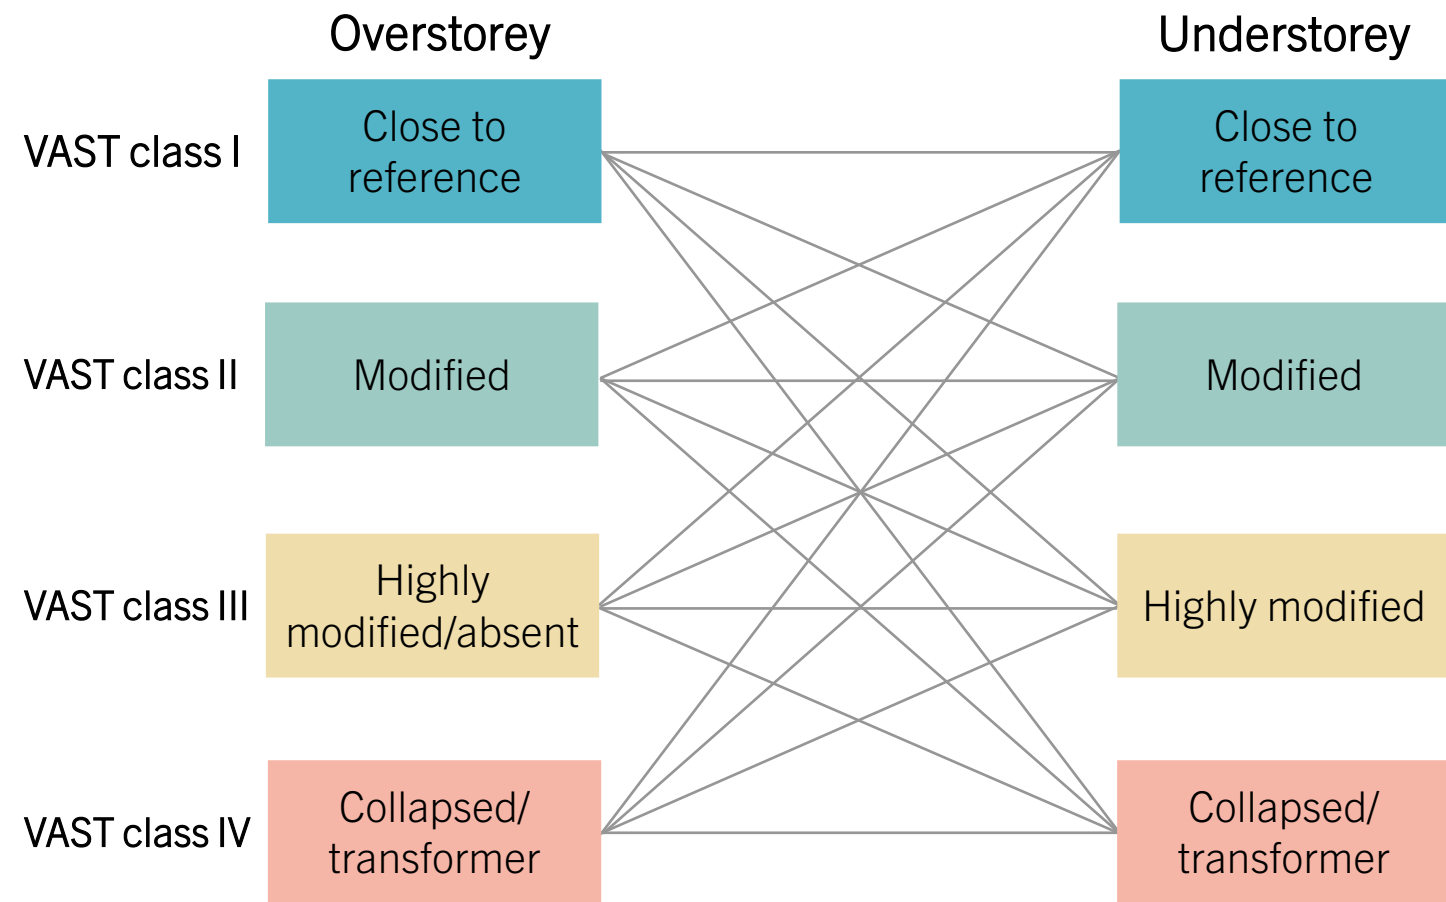 Overstorey Understorey
VAST class I
Close to
reference
Close to
reference
VAST class II
Modified
Modified
VAST class III
Highly
modified/absent
Highly modified
VAST class IV
Collapsed/
transformer
Collapsed/
transformer